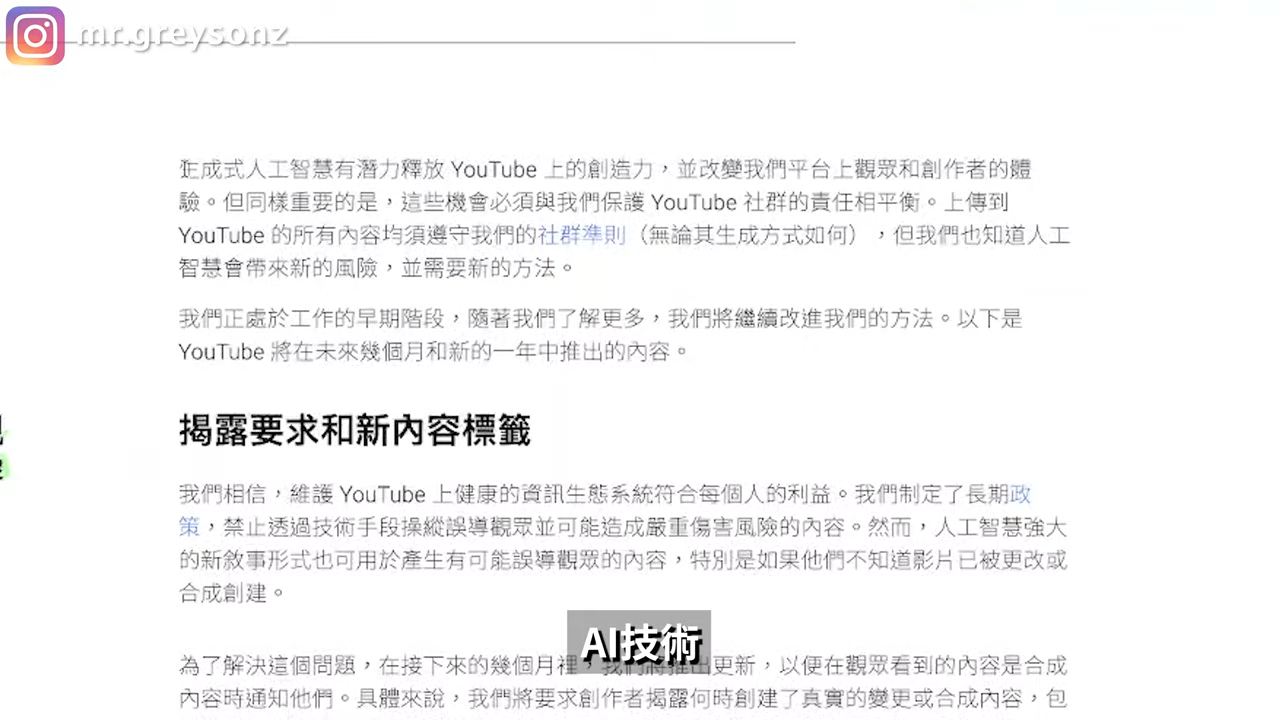 mr.greysonz
生成式人工智慧有潛力釋放 YouTube 上的創造力，並改變我們平台上觀眾和創作者的體
驗。但同樣重要的是，這些機會必須與我們保護 YouTube 社群的責任相平衡。上傳到
YouTube 的所有內容均須遵守我們的社群準則（無論其生成方式如何），但我們也知道人工
智慧會帶來新的風險，並需要新的方法。
我們正處於工作的早期階段，隨著我們了解更多，我們將繼續改進我們的方法。以下是
YouTube 將在未來幾個月和新的一年中推出的內容。
揭露要求和新內容標籤
我們相信，維護 YouTube 上健康的資訊生態系統符合每個人的利益。我們制定了長期政
策，禁止透過技術手段操縱誤導觀眾並可能造成嚴重傷害風險的內容。然而，人工智慧強大
的新敘事形式也可用於產生有可能誤導觀眾的內容，特別是如果他們不知道影片已被更改或
合成創建。
AI技術
為了解決這個問題，在接下來的幾個月裡，我們將推出更新，以便在觀眾看到的內容是合成
內容時通知他們。具體來說，我們將要求創作者揭露何時創建了真實的變更或合成內容，包